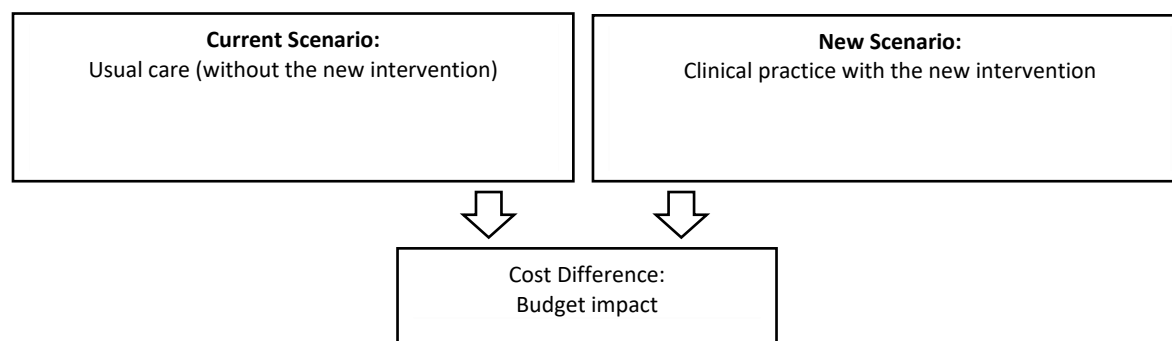 Current Scenario:
Usual care (without the new intervention)
New Scenario:
Clinical practice with the new intervention
Cost Difference:
Budget impact